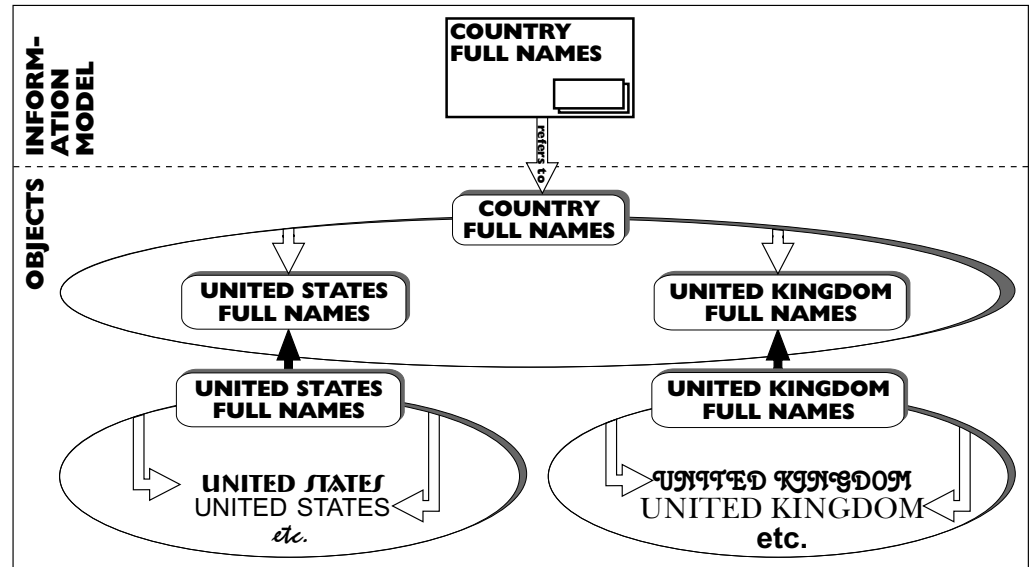 INFORM-
ATION
MODEL
COUNTRY
FULL NAMES
refers to
OBJECTS
COUNTRY
FULL NAMES
UNITED STATES
FULL NAMES
UNITED KINGDOM
FULL NAMES
UNITED STATES
FULL NAMES
UNITED KINGDOM
FULL NAMES
UNITED STATES
UNITED STATES
etc.
UNITED KINGDOM
UNITED KINGDOM
etc.